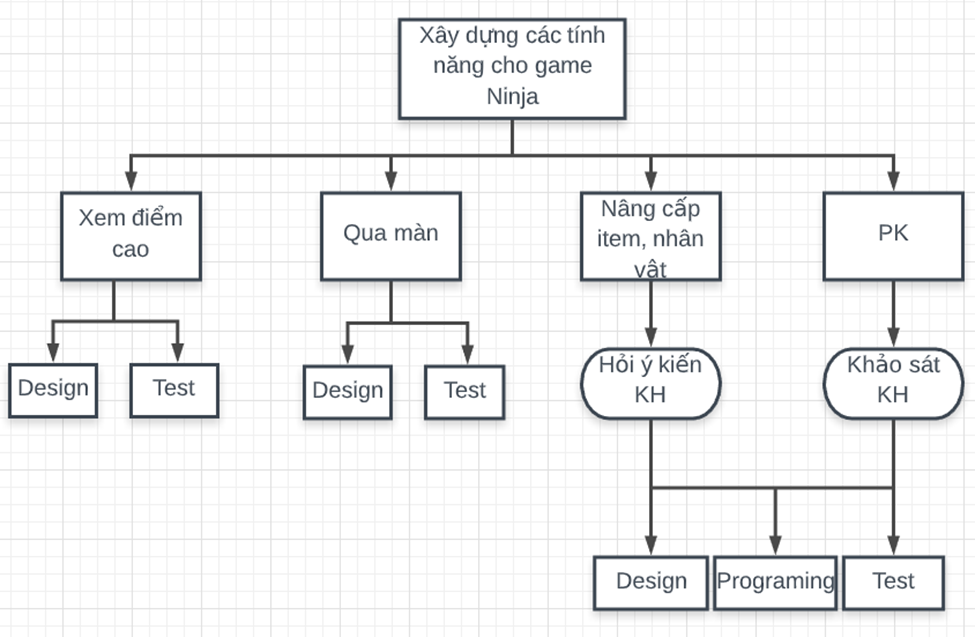 Xây dựng các tính
năng cho game
Ninja
Xem điểm
cao
Qua màn
Nâng cấp
item, nhân
vật
PK
Hỏi ý kiến
KH
Khảo sát
KH
Design
Test
Design
Test
Design
Programing
Test